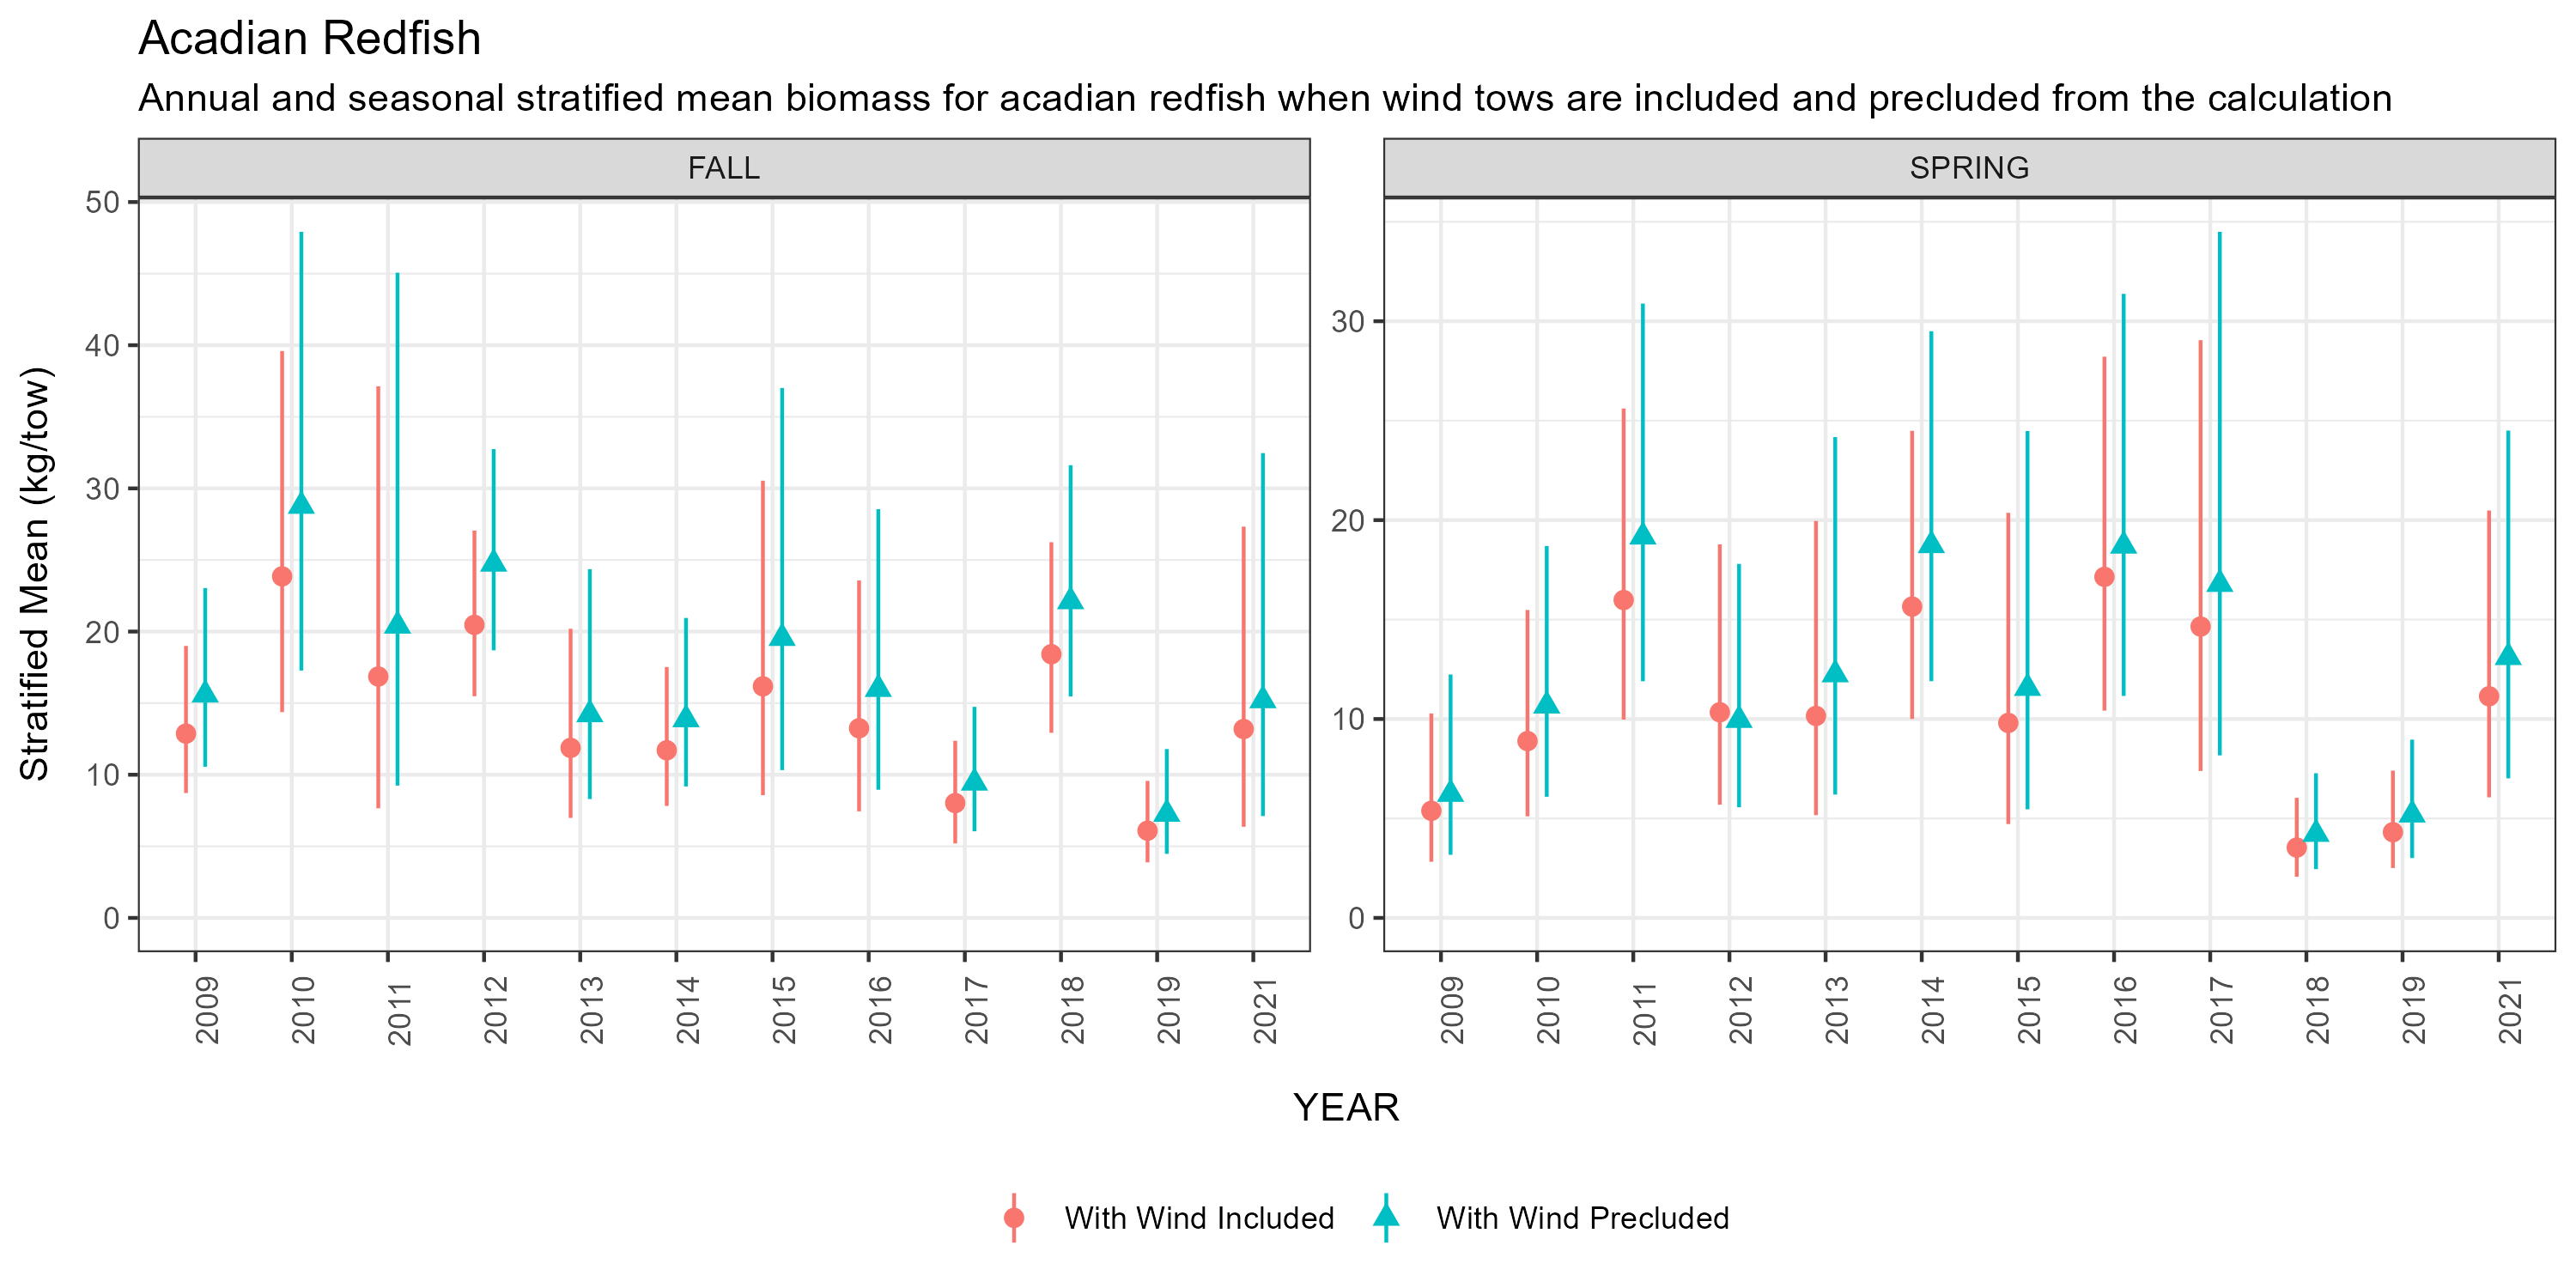 Acadian Redfish
Annual and seasonal stratified mean biomass for acadian redfish when wind tows are included and precluded from the calculation
FALL
SPRING
Stratified Mean (kg/tow)
50
40
30
20
10
0
30
20
10
0
2009 2010 2011 2012 2013 2014 2015 2016 2017 2018 2019 2021
2009 2010 2011 2012 2013 2014 2015 2016 2017 2018 2019 2021
YEAR
With Wind Included With Wind Precluded